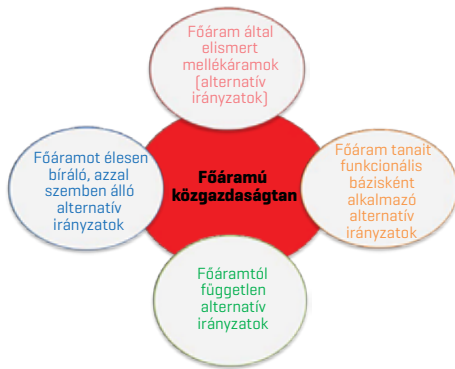 Főáram által
elismert
mellékáramok
(alternatív
irányzatok)
Főáramot élesen
bíráló, azzal
szemben álló
alternatív
irányzatok
Főáramú
közgazdaságtan
Főáram tanait
funkcionális
bázisként
alkalmazó
alternatív
irányzatok
Főáramtól
független
alternatív
irányzatok